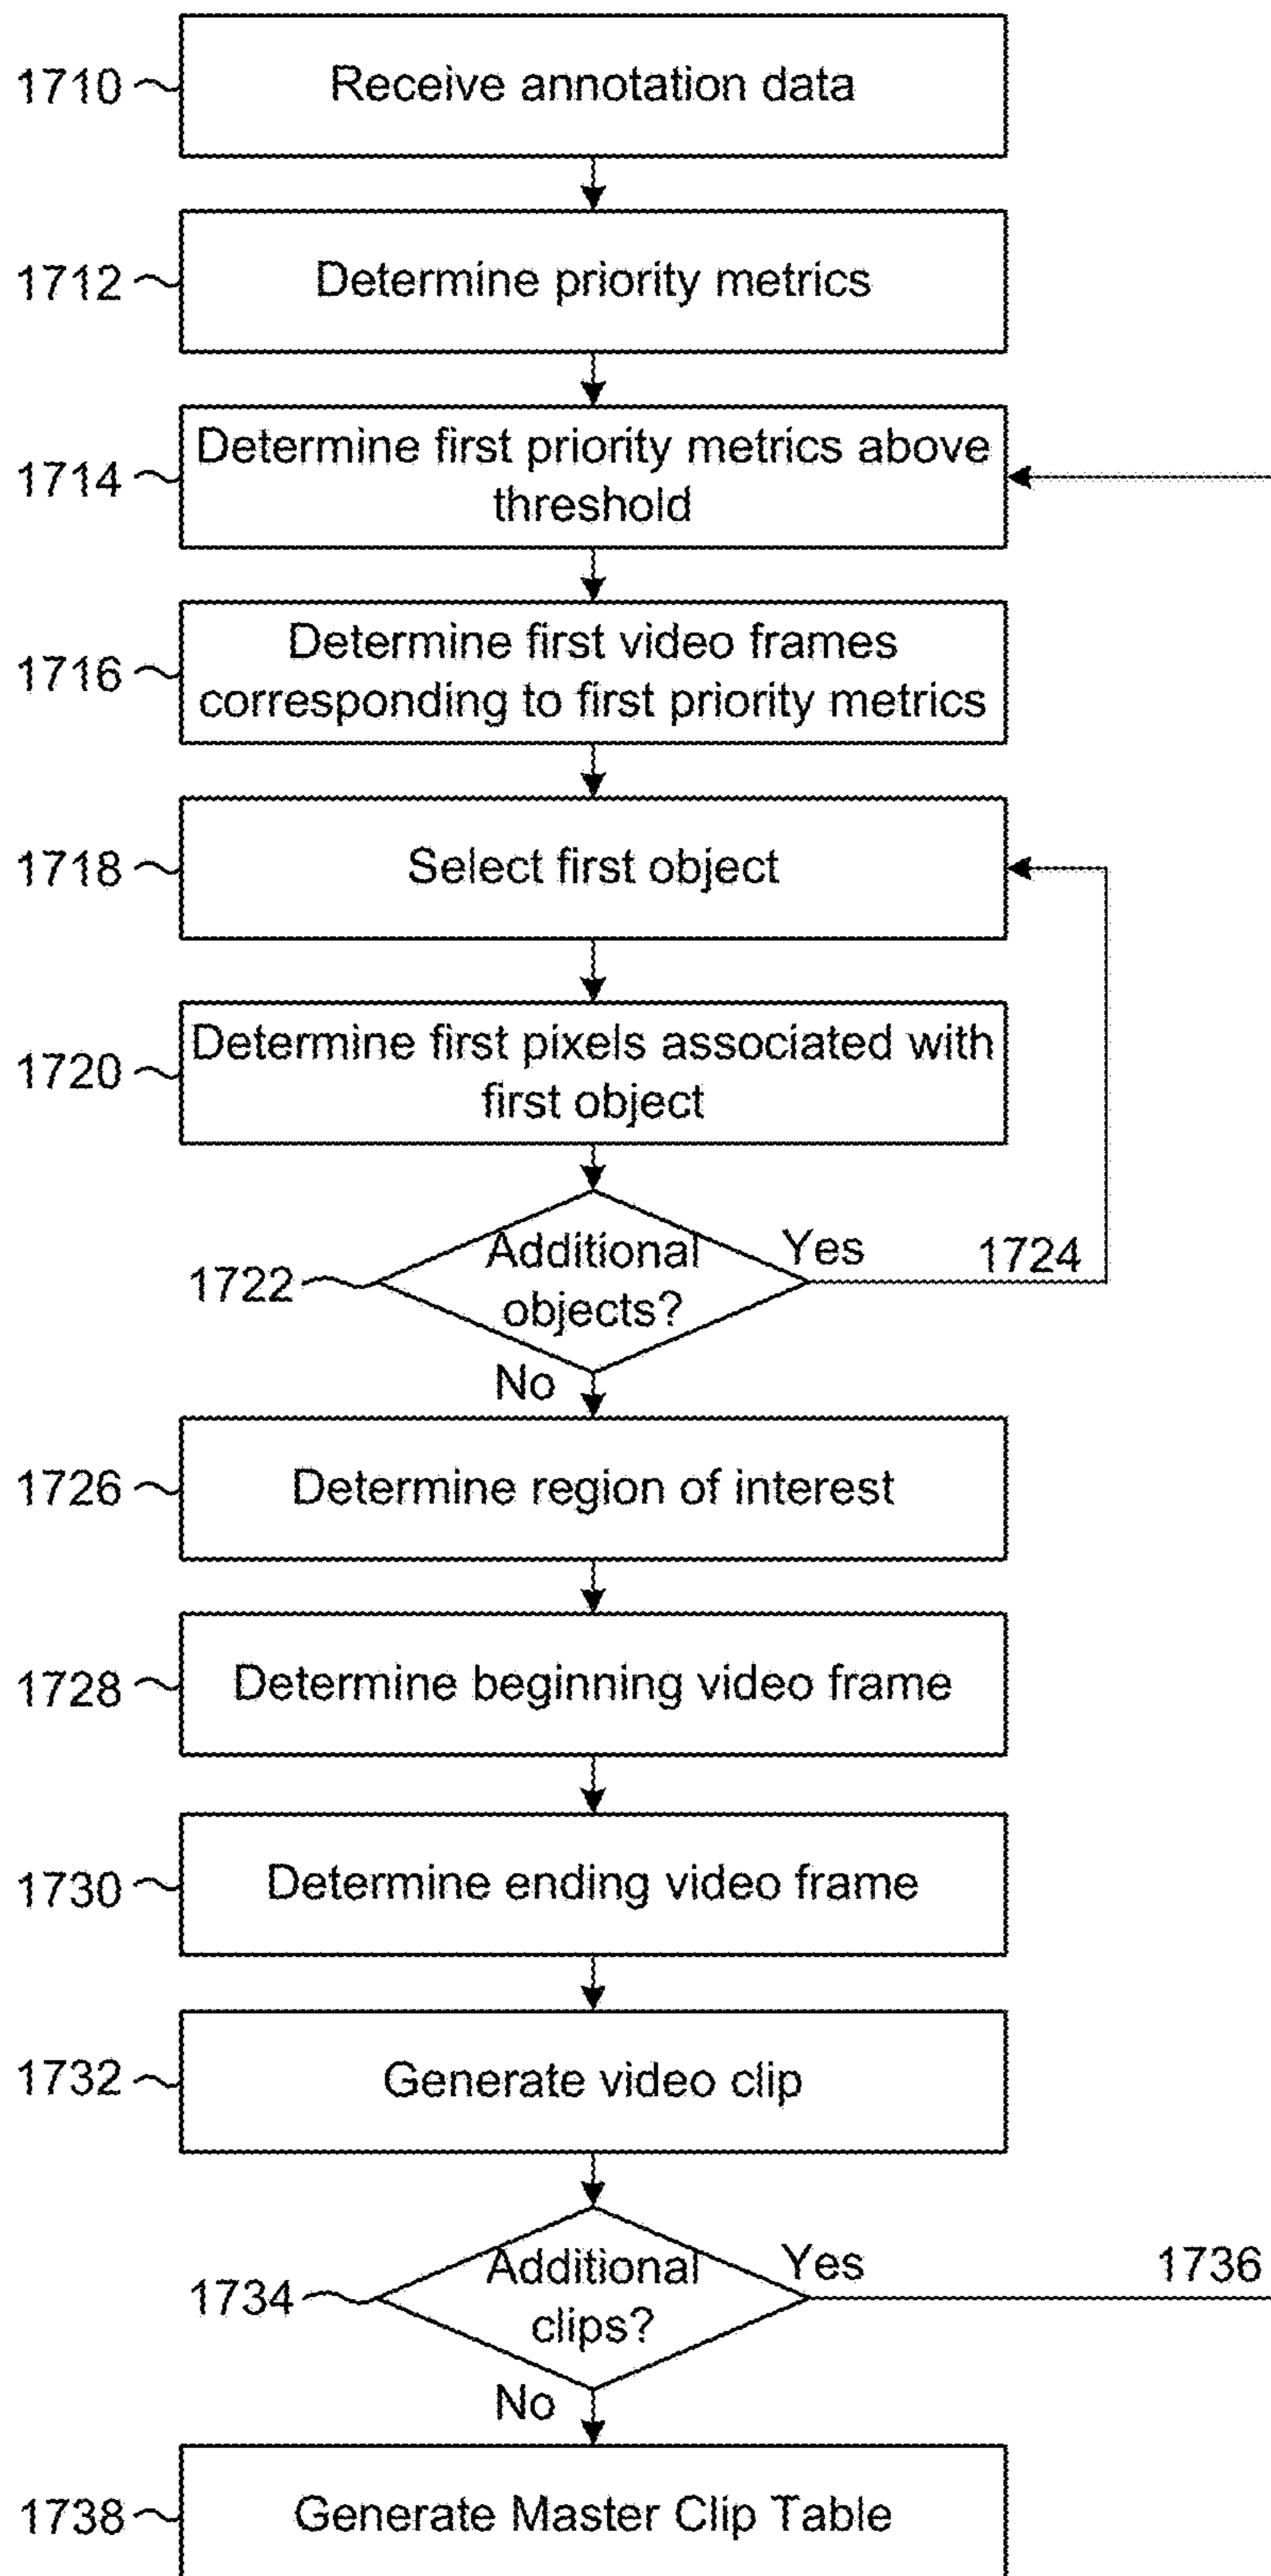 1710
Receive annotation data
1712
Determine priority metrics
1714
Determine first priority metrics above
threshold
1716
Determine first video frames
corresponding to first priority metrics
1718
Select first object
1720
Determine first pixels associated with
first object
1722
Additional
objects?
Yes
1724
No
1726
Determine region of interest
1728
Determine beginning video frame
1730
Determine ending video frame
1732
Generate video clip
1734
Additional
clips?
Yes
1736
No
1738
Generate Master Clip Table